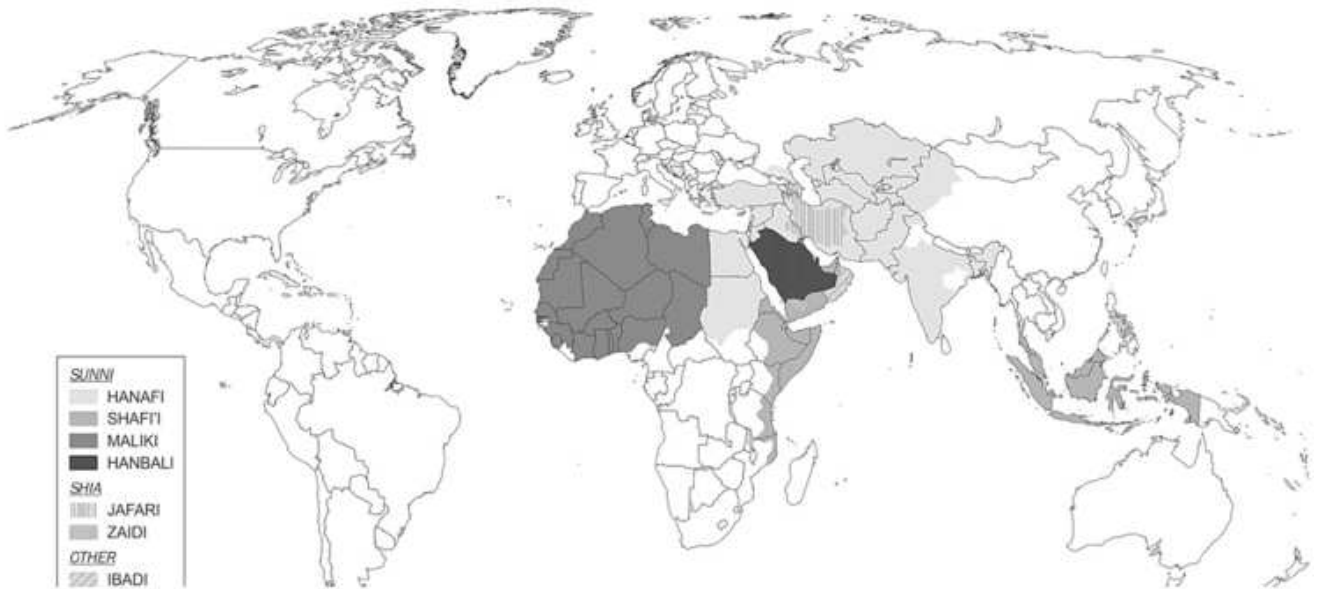 SUNNI
HANAFI
SHAFI'I
MALIKI
HANBALI
SHIA
JAFARI
ZAIDI
OTHER
IBADI